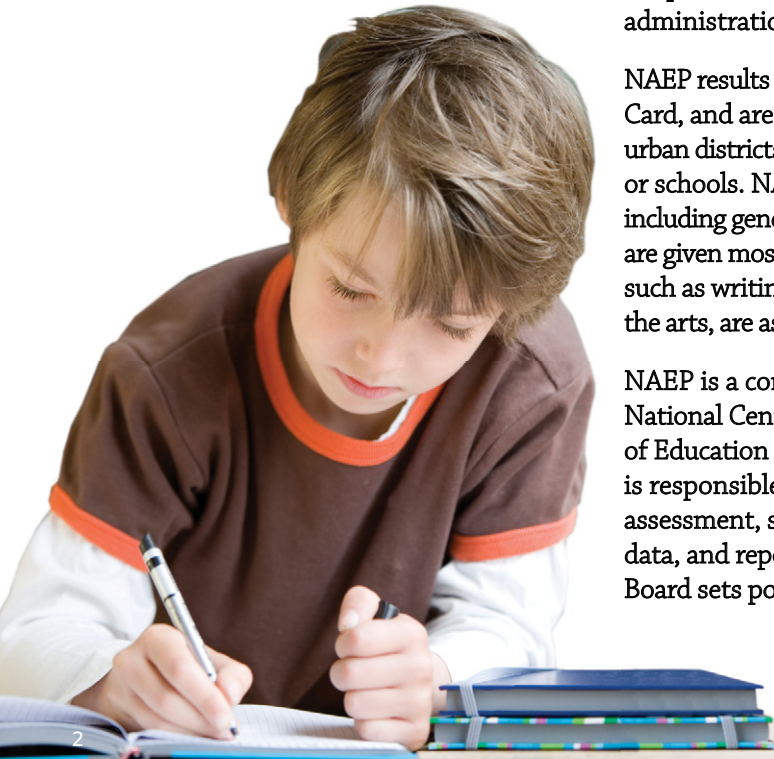 administratio
NAEP results
Card, and are
urban districts
or schools. NA
including gene
are given mos
such as writin
the arts, are as
NAEP is a con
National Cen
of Education
is responsible
assessment, s
data, and repo
Board sets po
2